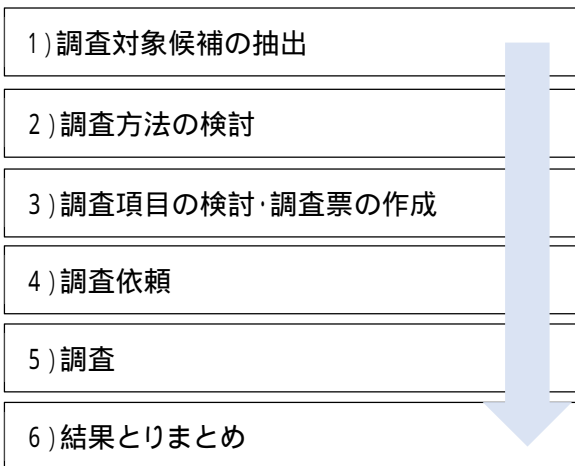 1)調査対象候補の抽出
2)調査方法の検討
3)調査項目の検討・調査票の作成
4)調査依頼
5)調査
6)結果とりまとめ